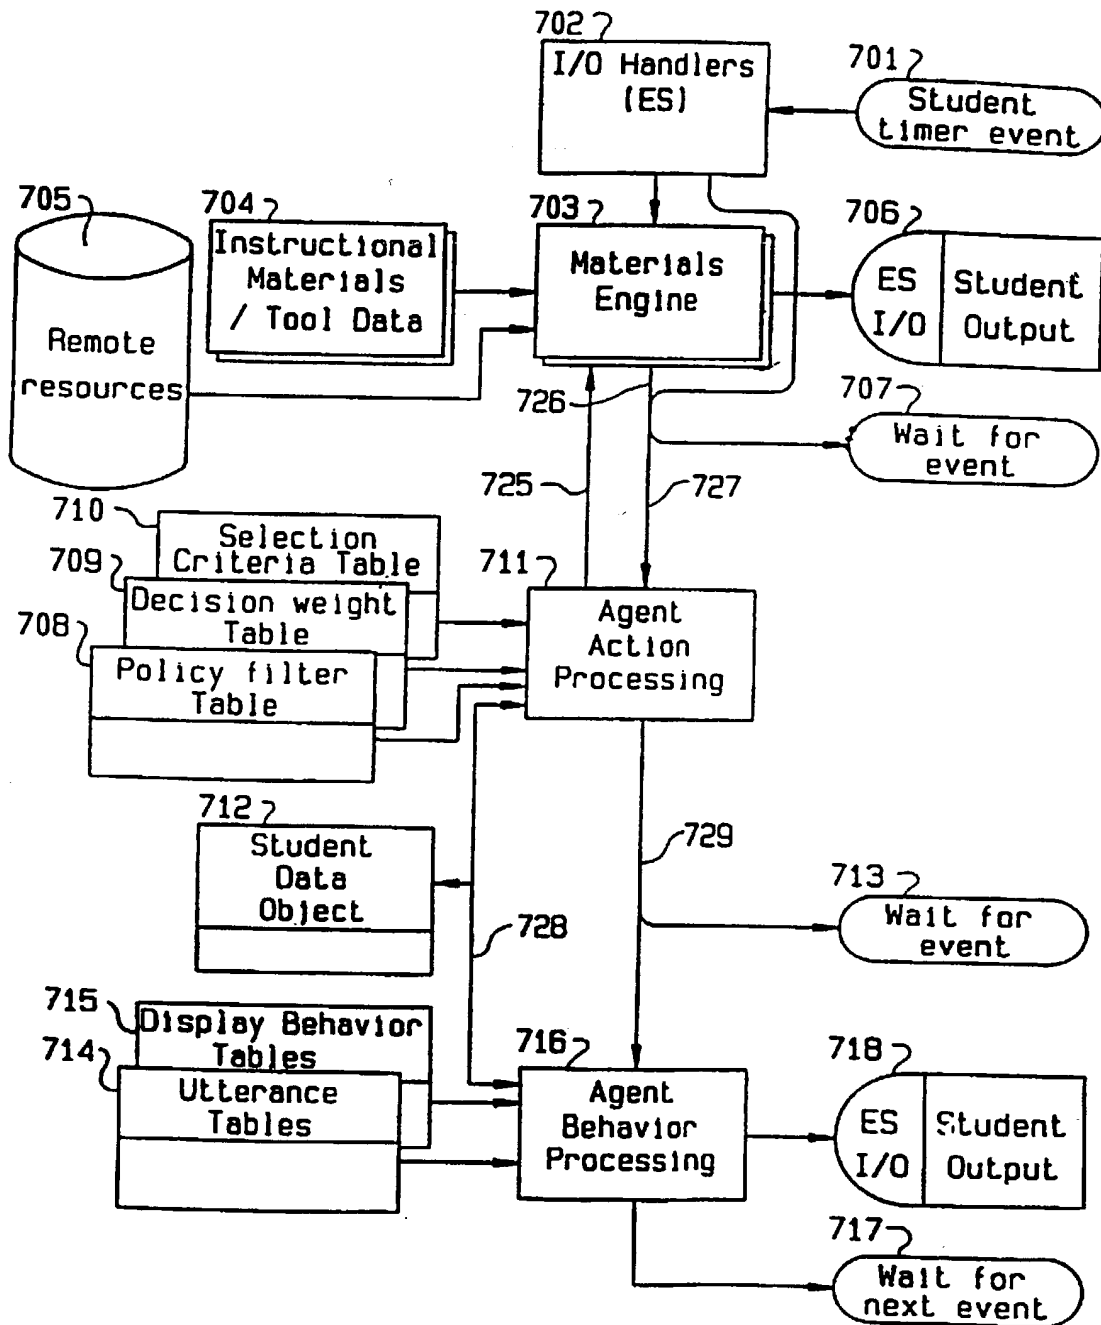 702
I/O Handlers
(ES)
701
Student
timer event
705
Remote
resources
704
Instructional
Materials
/ Tool Data
703
Materials
Engine
706
ES
I/O
Student
Output
726
707
Wait for
event
725
727
710
Selection
Criteria Table
709
Decision weight
Table
708
Policy filter
Table
711
Agent
Action
Processing
712
Student
Data
Object
729
728
713
Wait for
event
715
Display Behavior
Tables
714
Utterance
Tables
716
Agent
Behavior
Processing
718
ES
I/O
Student
Output
717
Wait for
next event